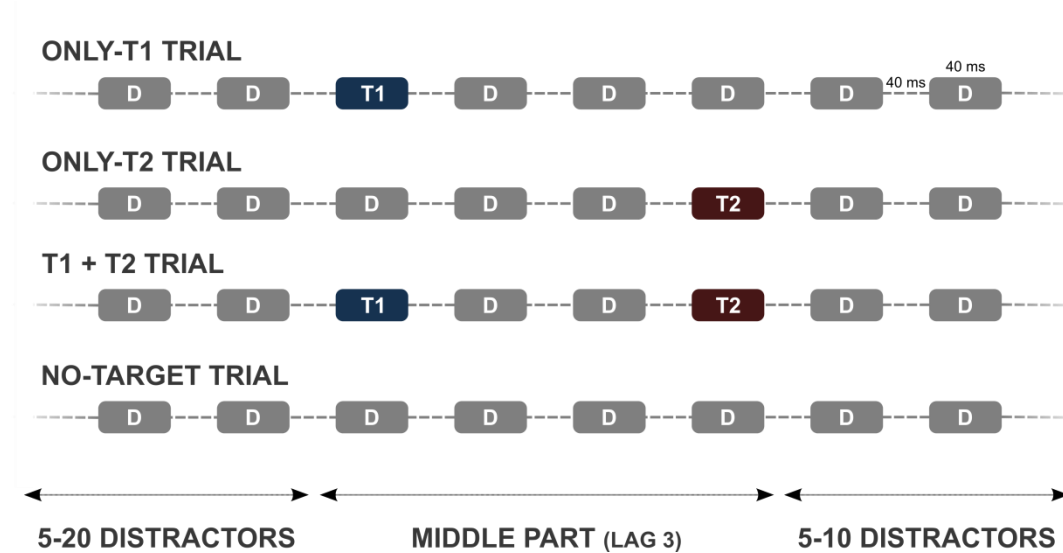 ONLY-T1 TRIAL
40 ms
D D T1 D D D D 40 ms D
ONLY-T2 TRIAL
D D D D D T2 D D
T1 + T2 TRIAL
D D T1 D D T2 D D
NO-TARGET TRIAL
D D D D D D D D
5-20 DISTRACTORS MIDDLE PART (LAG 3) 5-10 DISTRACTORS